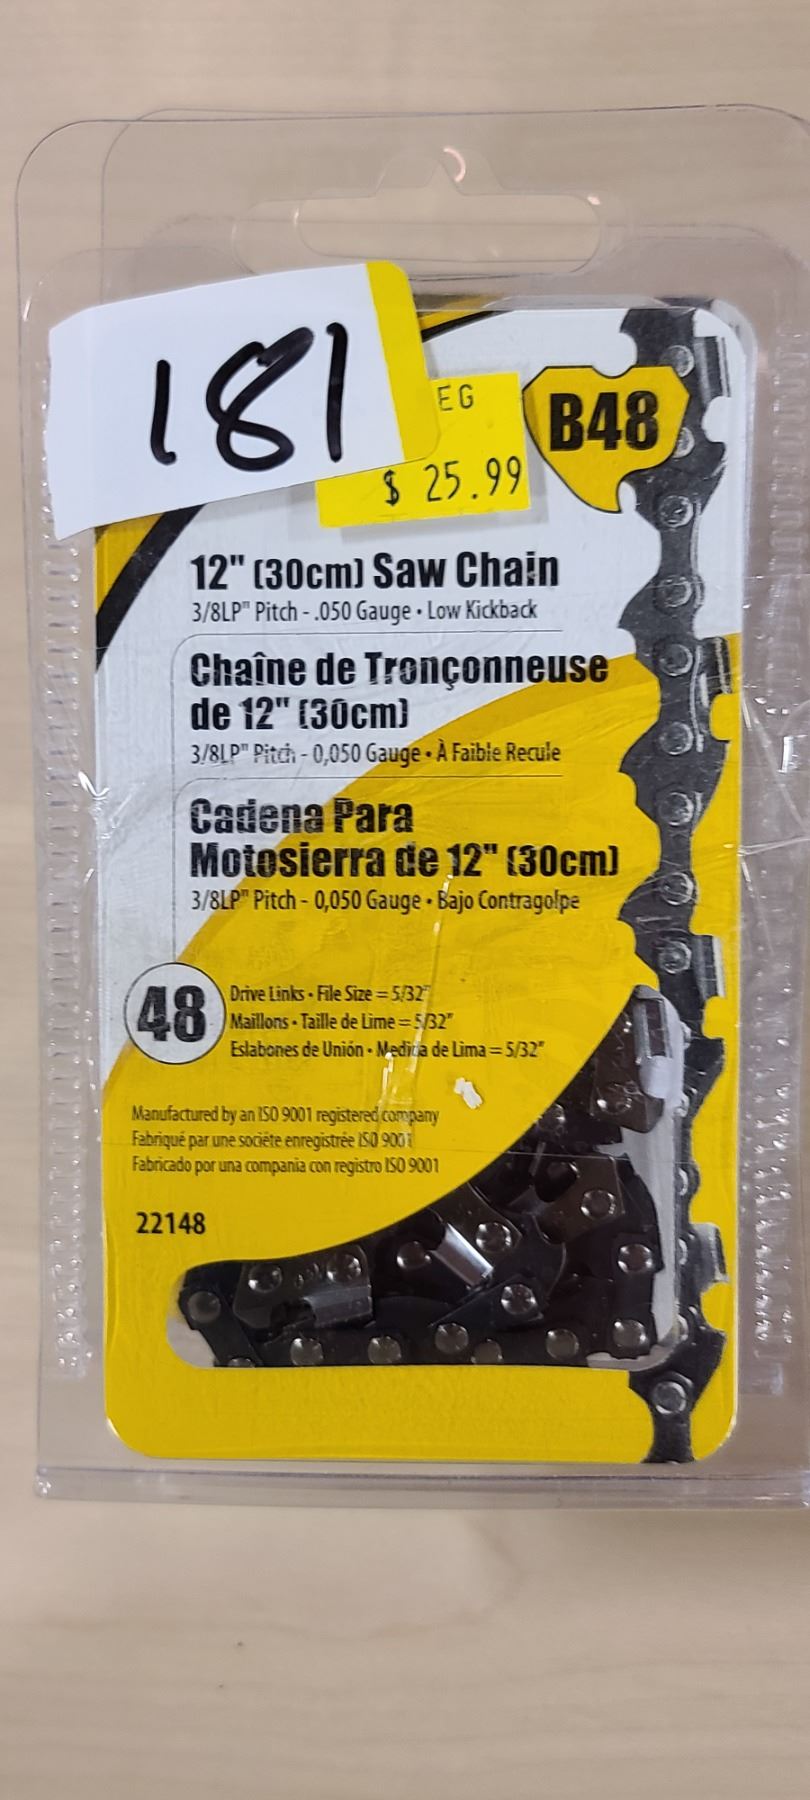 181
EG
$ 25.99
B48
12" (30cm) Saw Chain
3/8LP" Pitch - .050 Gauge • Low Kickback
Chaîne de Tronçonneuse
de 12" (30cm)
3/8LP" Pitch - 0,050 Gauge • À Faible Recule
Cadena Para
Motosierra de 12" (30cm)
3/8LP" Pitch - 0,050 Gauge • Bajo Contragolpe
48
Drive Links • File Size = 5/32"
Maillons • Taille de Lime = 5/32"
Eslabones de Unión • Medida de Lima = 5/32"
Manufactured by an ISO 9001 registered company
Fabriqué par une sociéte enregistrée ISO 9001
Fabricado por una compania con registro ISO 9001
22148